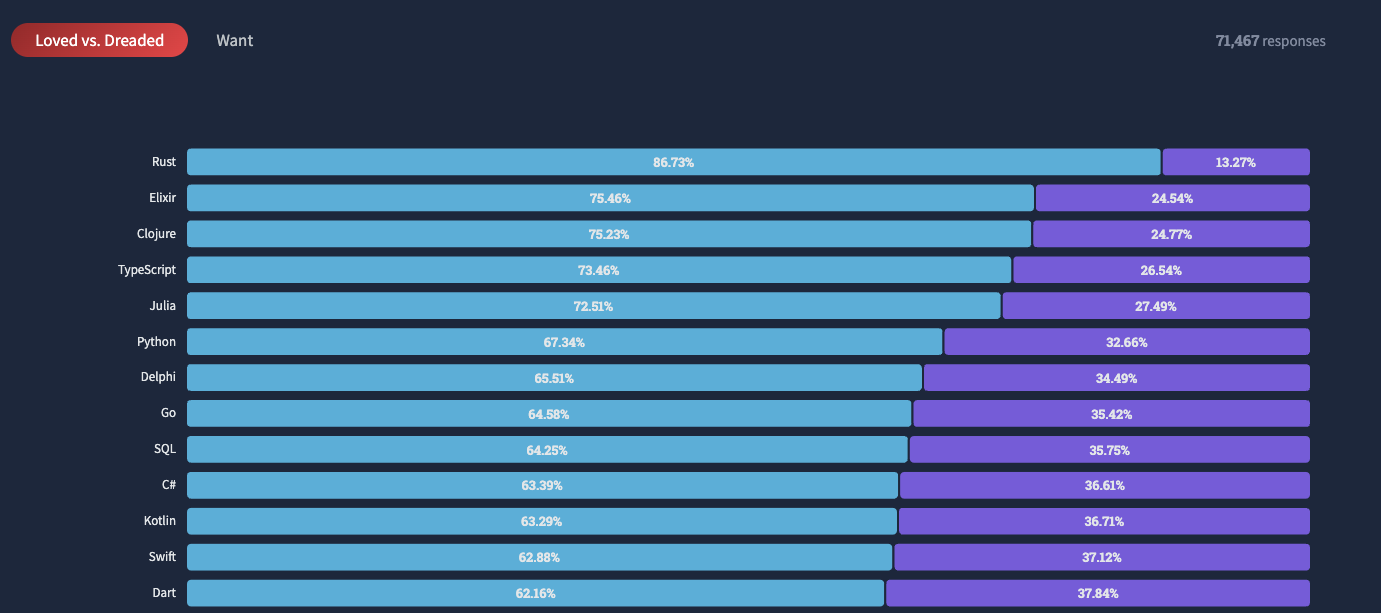 Loved vs. Dreaded Want 71,467 responses
Rust 86.73% 13.27%
Elixir 75.46% 24.54%
Clojure 75.23% 24.77%
TypeScript 73.46% 26.54%
Julia 72.51% 27.49%
Python 67.34% 32.66%
Delphi 65.51% 34.49%
Go 64.58% 35.42%
SQL 64.25% 35.75%
C# 63.39% 36.61%
Kotlin 63.29% 36.71%
Swift 62.88% 37.12%
Dart 62.16% 37.84%